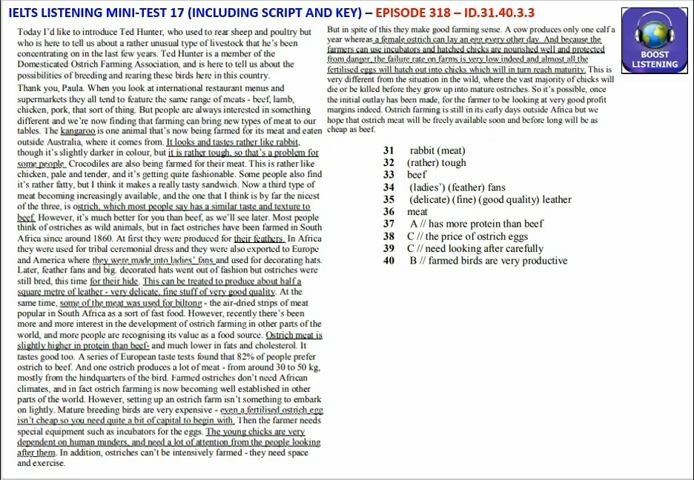 IELTS LISTENING MINI-TEST 17 (INCLUDING SCRIPT AND KEY) – EPISODE 318 – ID.31.40.3.3
Today I'd like to introduce Ted Hunter, who used to rear sheep and poultry but
who is here to tell us about a rather unusual type of livestock that he's been
concentrating on in the last few years. Ted Hunter is a member of the
Domesticated Ostrich Farming Association, and is here to tell us about the
possibilities of breeding and rearing these birds here in this country.
Thank you, Paula. When you look at international restaurant menus and
supermarkets they all tend to feature the same range of meats - beef, lamb,
chicken, pork, that sort of thing. But people are always interested in something
different and we're now finding that farming can bring new types of meat to our
tables. The kangaroo is one animal that's now being farmed for its meat and eaten
outside Australia, where it comes from. It looks and tastes rather like rabbit,
though it's slightly darker in colour, but it is rather tough, so that's a problem for
some people. Crocodiles are also being farmed for their meat. This is rather like
chicken, pale and tender, and it's getting quite fashionable. Some people also find
it's rather fatty, but I think it makes a really tasty sandwich. Now a third type of
meat becoming increasingly available, and the one that I think is by far the nicest
of the three, is ostrich, which most people say has a similar taste and texture to
beef. However, it's much better for you than beef, as we'll see later. Most people
think of ostriches as wild animals, but in fact ostriches have been farmed in South
Africa since around 1860. At first they were produced for their feathers. In Africa
they were used for tribal ceremonial dress and they were also exported to Europe
and America where they were made into ladies' fans and used for decorating hats.
Later, feather fans and big, decorated hats went out of fashion but ostriches were
still bred, this time for their hide. This can be treated to produce about half a
square metre of leather - very delicate, fine stuff of very good quality. At the
same time, some of the meat was used for biltong - the air-dried strips of meat
popular in South Africa as a sort of fast food. However, recently there's been
more and more interest in the development of ostrich farming in other parts of the
world, and more people are recognising its value as a food source. Ostrich meat is
slightly higher in protein than beef- and much lower in fats and cholesterol. It
tastes good too. A series of European taste tests found that 82% of people prefer
ostrich to beef. And one ostrich produces a lot of meat - from around 30 to 50 kg,
mostly from the hindquarters of the bird. Farmed ostriches don't need African
climates, and in fact ostrich farming is now becoming well established in other
parts of the world. However, setting up an ostrich farm isn't something to embark
on lightly. Mature breeding birds are very expensive - even a fertilised ostrich egg
isn't cheap so you need quite a bit of capital to begin with. Then the farmer needs
special equipment such as incubators for the eggs. The young chicks are very
dependent on human minders, and need a lot of attention from the people looking
after them. In addition, ostriches can't be intensively farmed - they need space
and exercise.
But in spite of this they make good farming sense. A cow produces only one calf a
year whereas a female ostrich can lay an egg every other day. And because the
farmers can use incubators and hatched chicks are nourished well and protected
from danger, the failure rate on farms is very low indeed and almost all the
fertilised eggs will hatch out into chicks which will in turn reach maturity. This is
very different from the situation in the wild, where the vast majority of chicks will
die or be killed before they grow up into mature ostriches. So it's possible, once
the initial outlay has been made, for the farmer to be looking at very good profit
margins indeed. Ostrich farming is still in its early days outside Africa but we
hope that ostrich meat will be freely available soon and before long will be as
cheap as beef.
31 rabbit (meat)
32 (rather) tough
33 beef
34 (ladies') (feather) fans
35 (delicate) (fine) (good quality) leather
36 meat
37 A // has more protein than beef
38 C // the price of ostrich eggs
39 C // need looking after carefully
40 B // farmed birds are very productive
BOOST
LISTENING